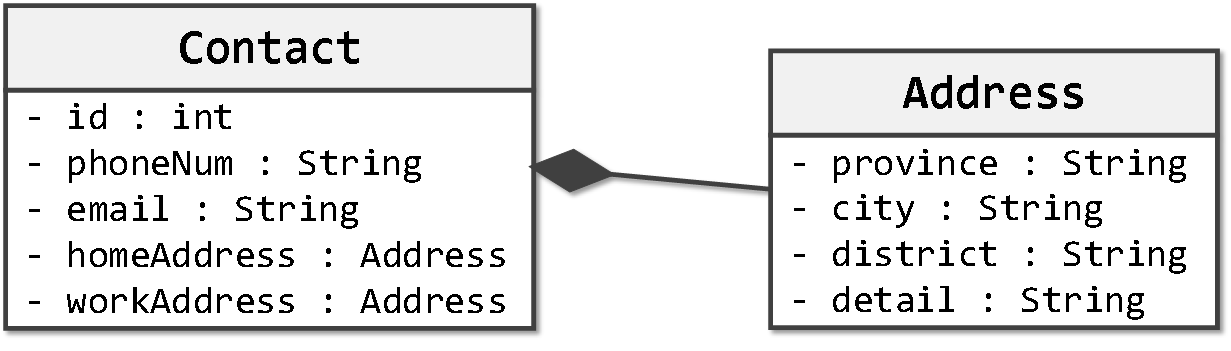 Contact
- id : int
- phoneNum : String
- email : String
- homeAddress : Address
- workAddress : Address
Address
- province : String
- city : String
- district : String
- detail : String